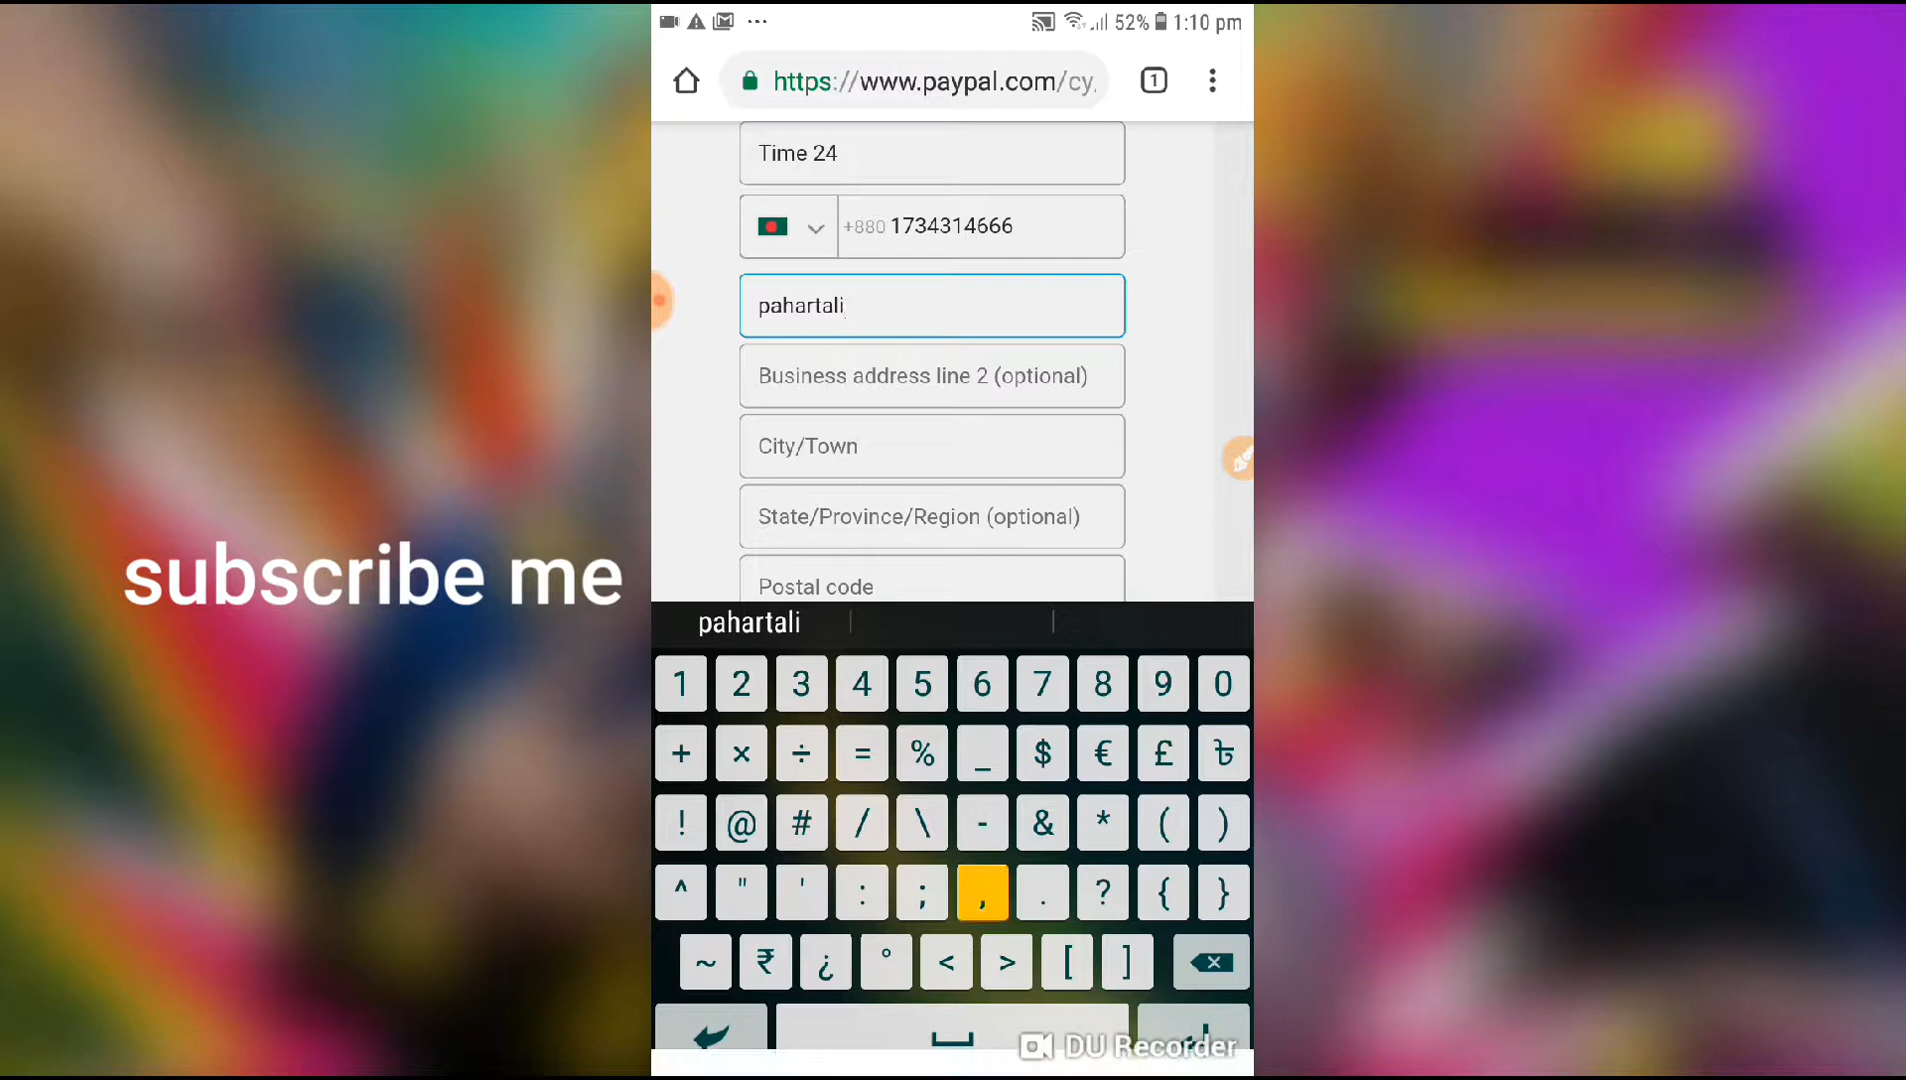 ... 52% 1:10 pm
https://www.paypal.com/cy/
1
Time 24
+880 1734314666
pahartali
Business address line 2 (optional)
City/Town
State/Province/Region (optional)
Postal code
subscribe me
pahartali
1 2 3 4 5 6 7 8 9 0
+ × ÷ = % _ $ € £ ৳
! @ # / \ - & * ( )
^ " ' : ; , . ? { }
~ ₹ ¿ ° < > [ ]
DU Recorder